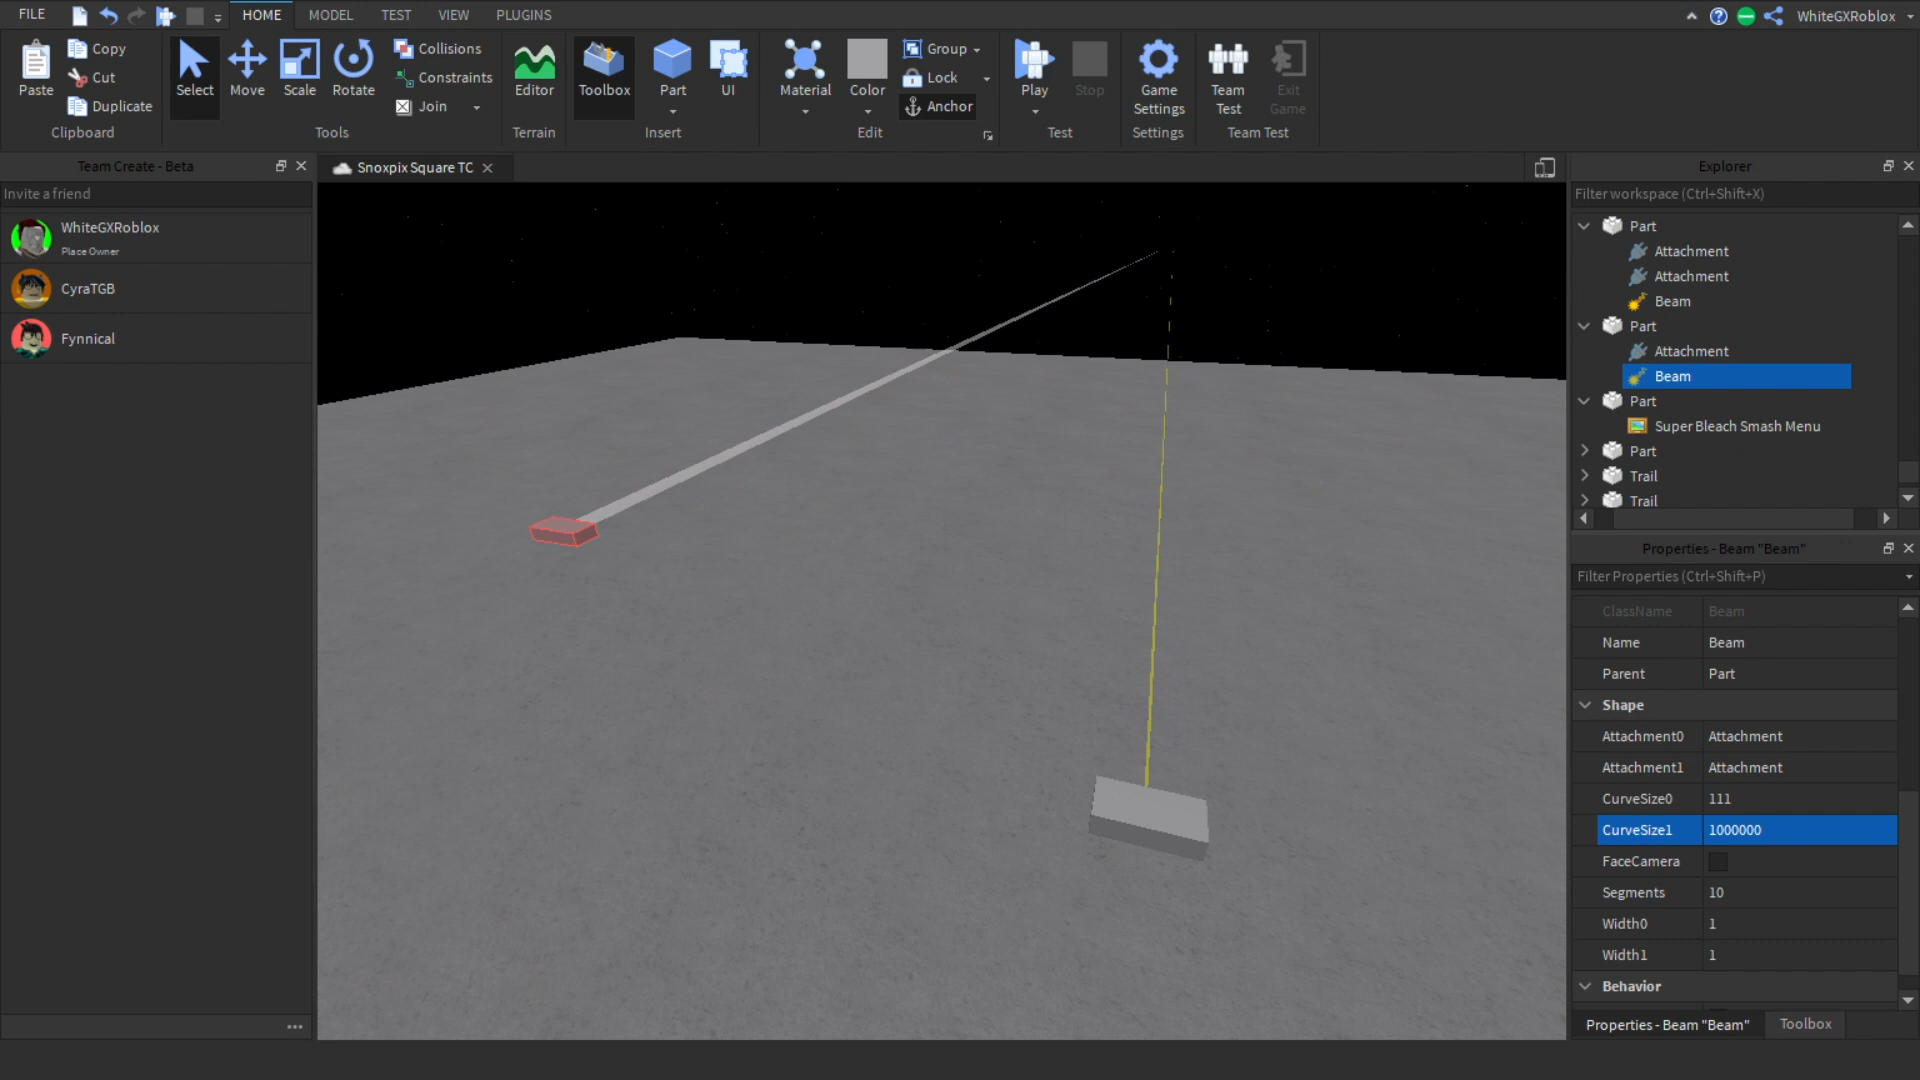 FILE
HOME
MODEL
TEST
VIEW
PLUGINS
WhiteGXRoblox
Paste
Copy
Cut
Duplicate
Clipboard
Select
Move
Scale
Rotate
Collisions
Constraints
Join
Tools
Editor
Terrain
Toolbox
Part
UI
Insert
Material
Color
Group
Lock
Anchor
Edit
Play
Stop
Test
Game
Settings
Settings
Team
Test
Exit
Game
Team Test
Team Create - Beta
Invite a friend
WhiteGXRoblox
Place Owner
CyraTGB
Fynnical
Snoxpix Square TC
Explorer
Filter workspace (Ctrl+Shift+X)
Part
Attachment
Attachment
Beam
Part
Attachment
Beam
Part
Super Bleach Smash Menu
Part
Trail
Trail
Properties - Beam "Beam"
Filter Properties (Ctrl+Shift+P)
ClassName Beam
Name Beam
Parent Part
Shape
Attachment0 Attachment
Attachment1 Attachment
CurveSize0 111
CurveSize1 1000000
FaceCamera
Segments 10
Width0 1
Width1 1
Behavior
Properties - Beam "Beam"
Toolbox